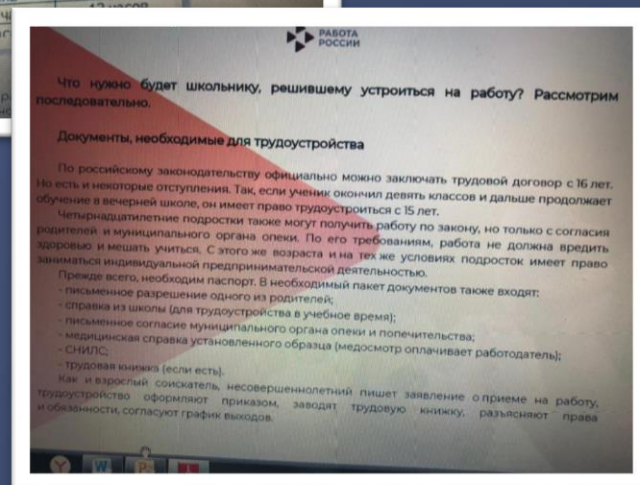 12 часов
РАБОТА
РОССИИ
Что нужно будет школьнику, решившему устроиться на работу? Рассмотрим
последовательно.
Документы, необходимые для трудоустройства
По российскому законодательству официально можно заключать трудовой договор с 16 лет.
Но есть и некоторые отступления. Так, если ученик окончил девять классов и дальше продолжает
обучение в вечерней школе, он имеет право трудоустроиться с 15 лет.
Четырнадцатилетние подростки также могут получить работу по закону, но только с согласия
родителей и муниципального органа опеки. По его требованиям, работа не должна вредить
здоровью и мешать учиться. С этого же возраста и на тех же условиях подросток имеет право
заниматься индивидуальной предпринимательской деятельностью.
Прежде всего, необходим паспорт. В необходимый пакет документов также входят:
- письменное разрешение одного из родителей;
- справка из школы (для трудоустройства в учебное время);
- письменное согласие муниципального органа опеки и попечительства;
- медицинская справка установленного образца (медосмотр оплачивает работодатель);
- СНИЛС;
- трудовая книжка (если есть).
Как и взрослый соискатель, несовершеннолетний пишет заявление о приеме на работу,
трудоустройство оформляют приказом, заводят трудовую книжку, разъясняют права
и обязанности, согласуют график выходов.